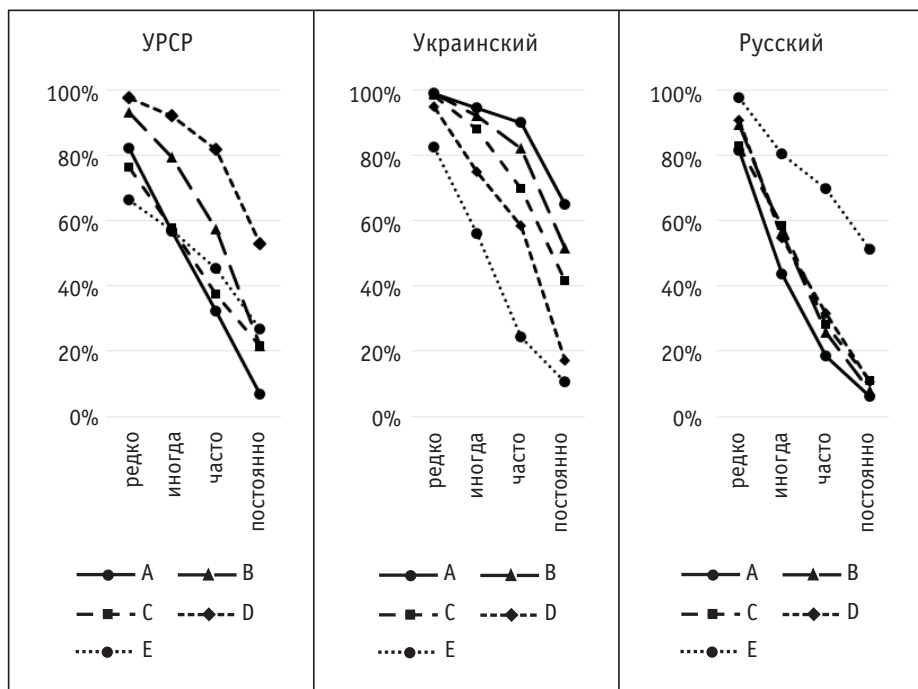 УРСР
100%
80%
60%
40%
20%
0%
редко
иногда
часто
постоянно
A
B
C
D
E
Украинский
100%
80%
60%
40%
20%
0%
редко
иногда
часто
постоянно
A
B
C
D
E
Русский
100%
80%
60%
40%
20%
0%
редко
иногда
часто
постоянно
A
B
C
D
E